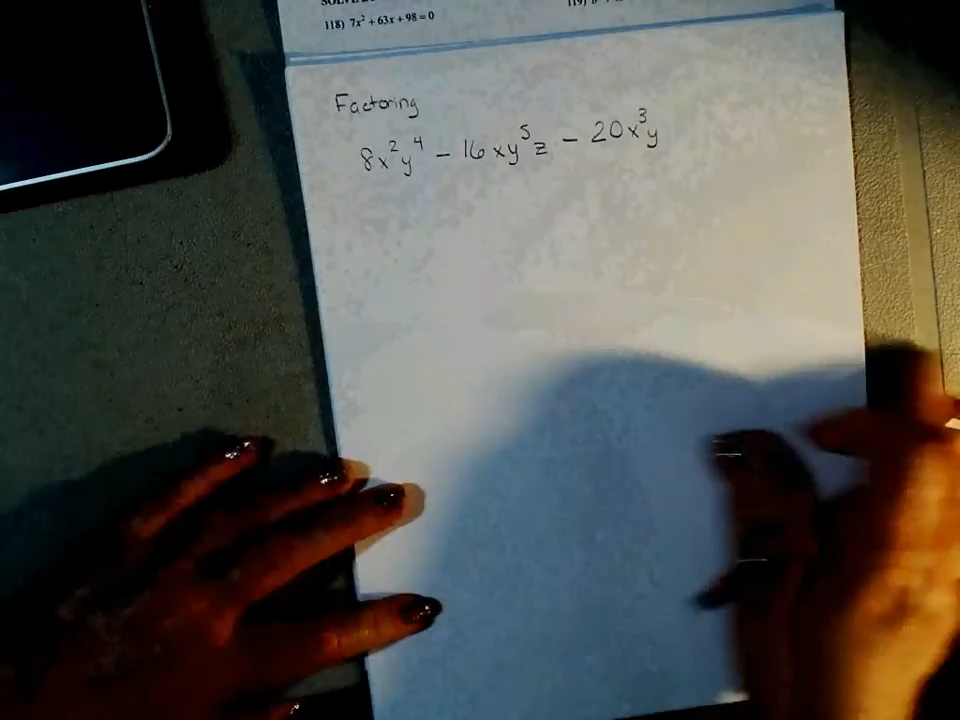 118) 7x² + 63x + 98 = 0
Factoring
8x²y⁴ - 16xy⁵z - 20x³y